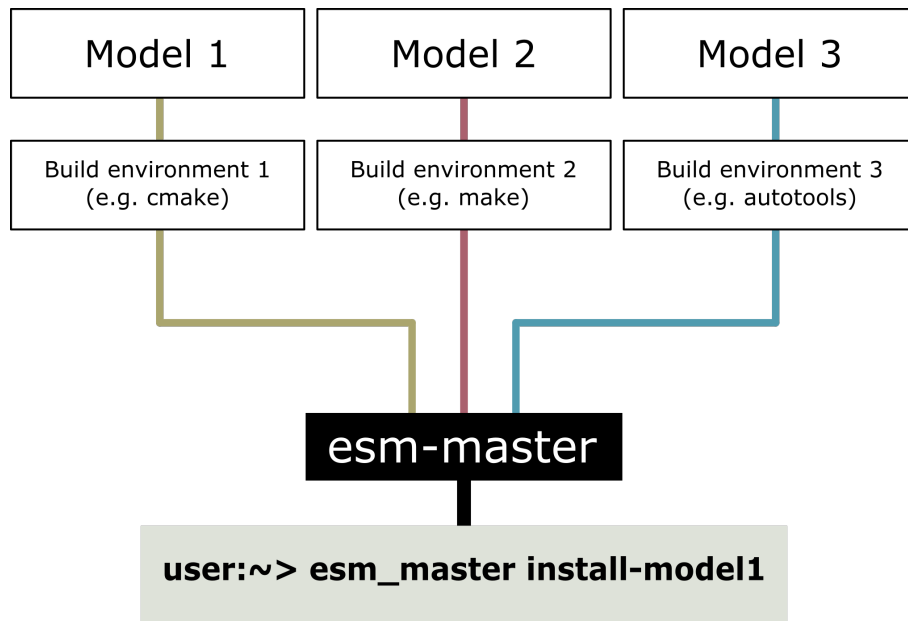 Model 1
Model 2
Model 3
Build environment 1
(e.g. cmake)
Build environment 2
(e.g. make)
Build environment 3
(e.g. autotools)
esm-master
user:~> esm_master install-model1